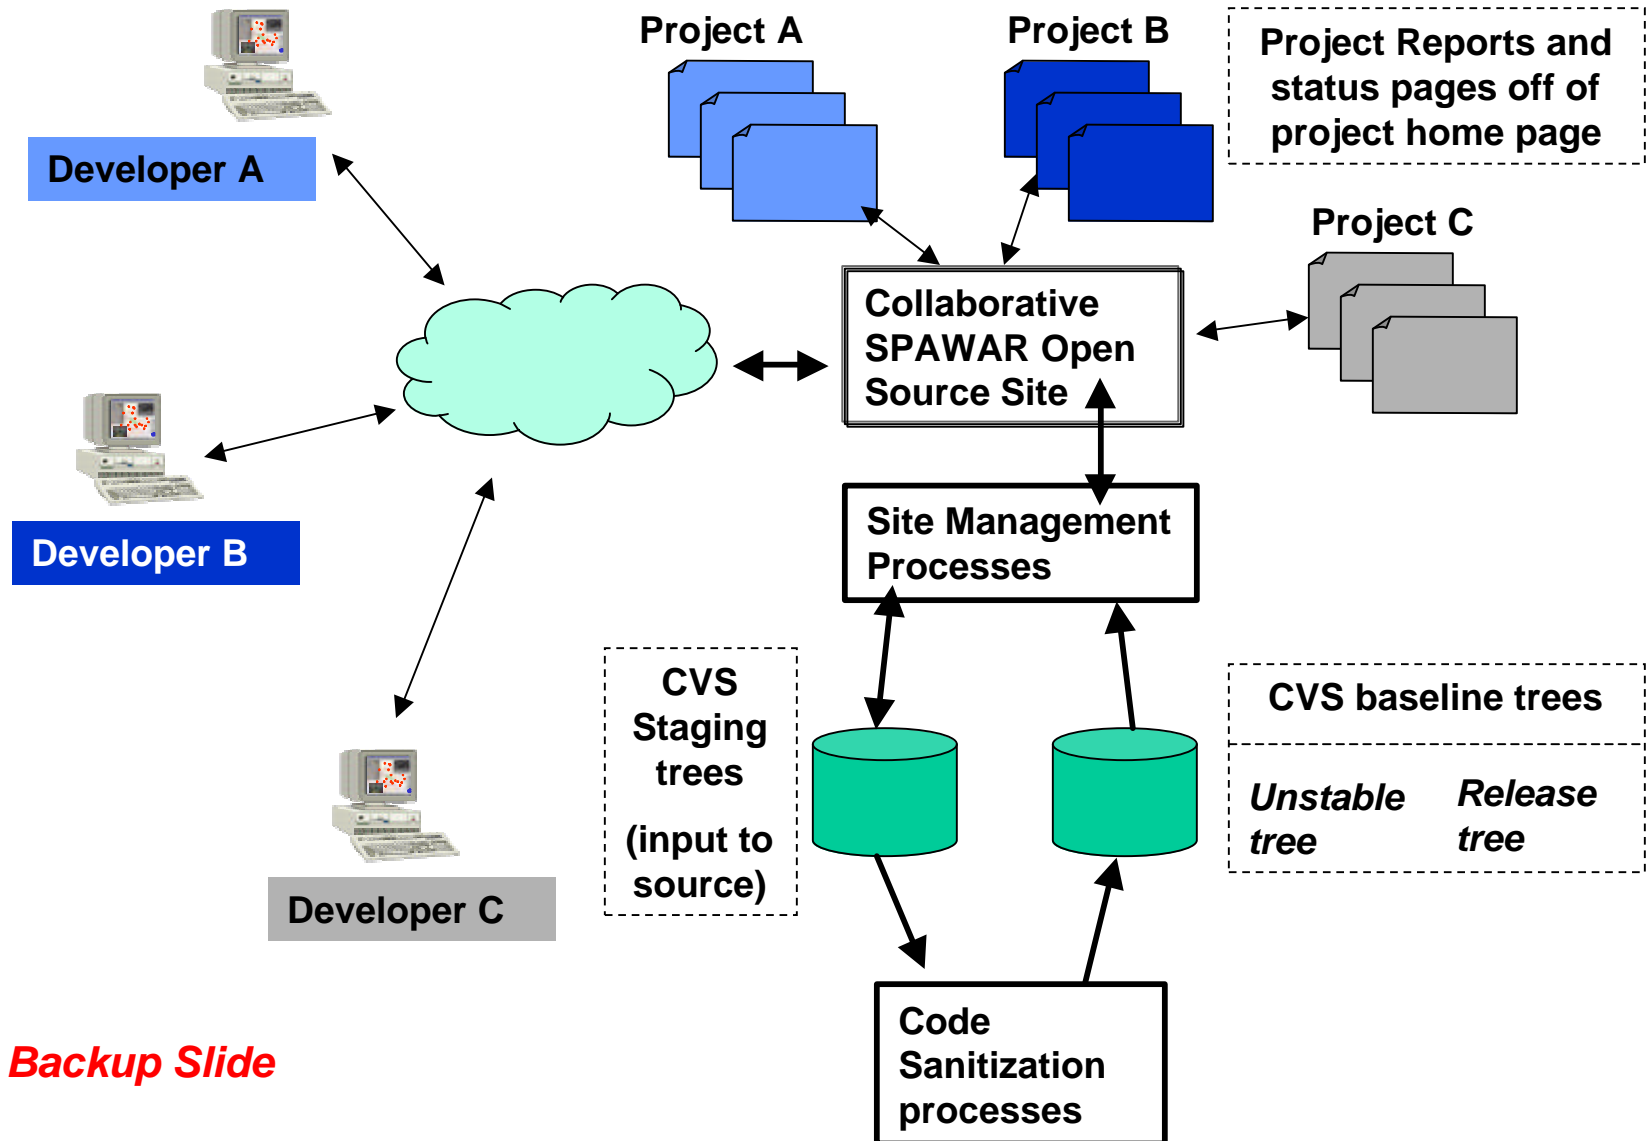 Project A
Project B
Project Reports and
status pages off of
project home page
Developer A
Project C
Collaborative
SPAWAR Open
Source Site
Developer B
Site Management
Processes
CVS
Staging
trees
(input to
source)
CVS baseline trees
Unstable
tree
Release
tree
Developer C
Code
Sanitization
processes
Backup Slide